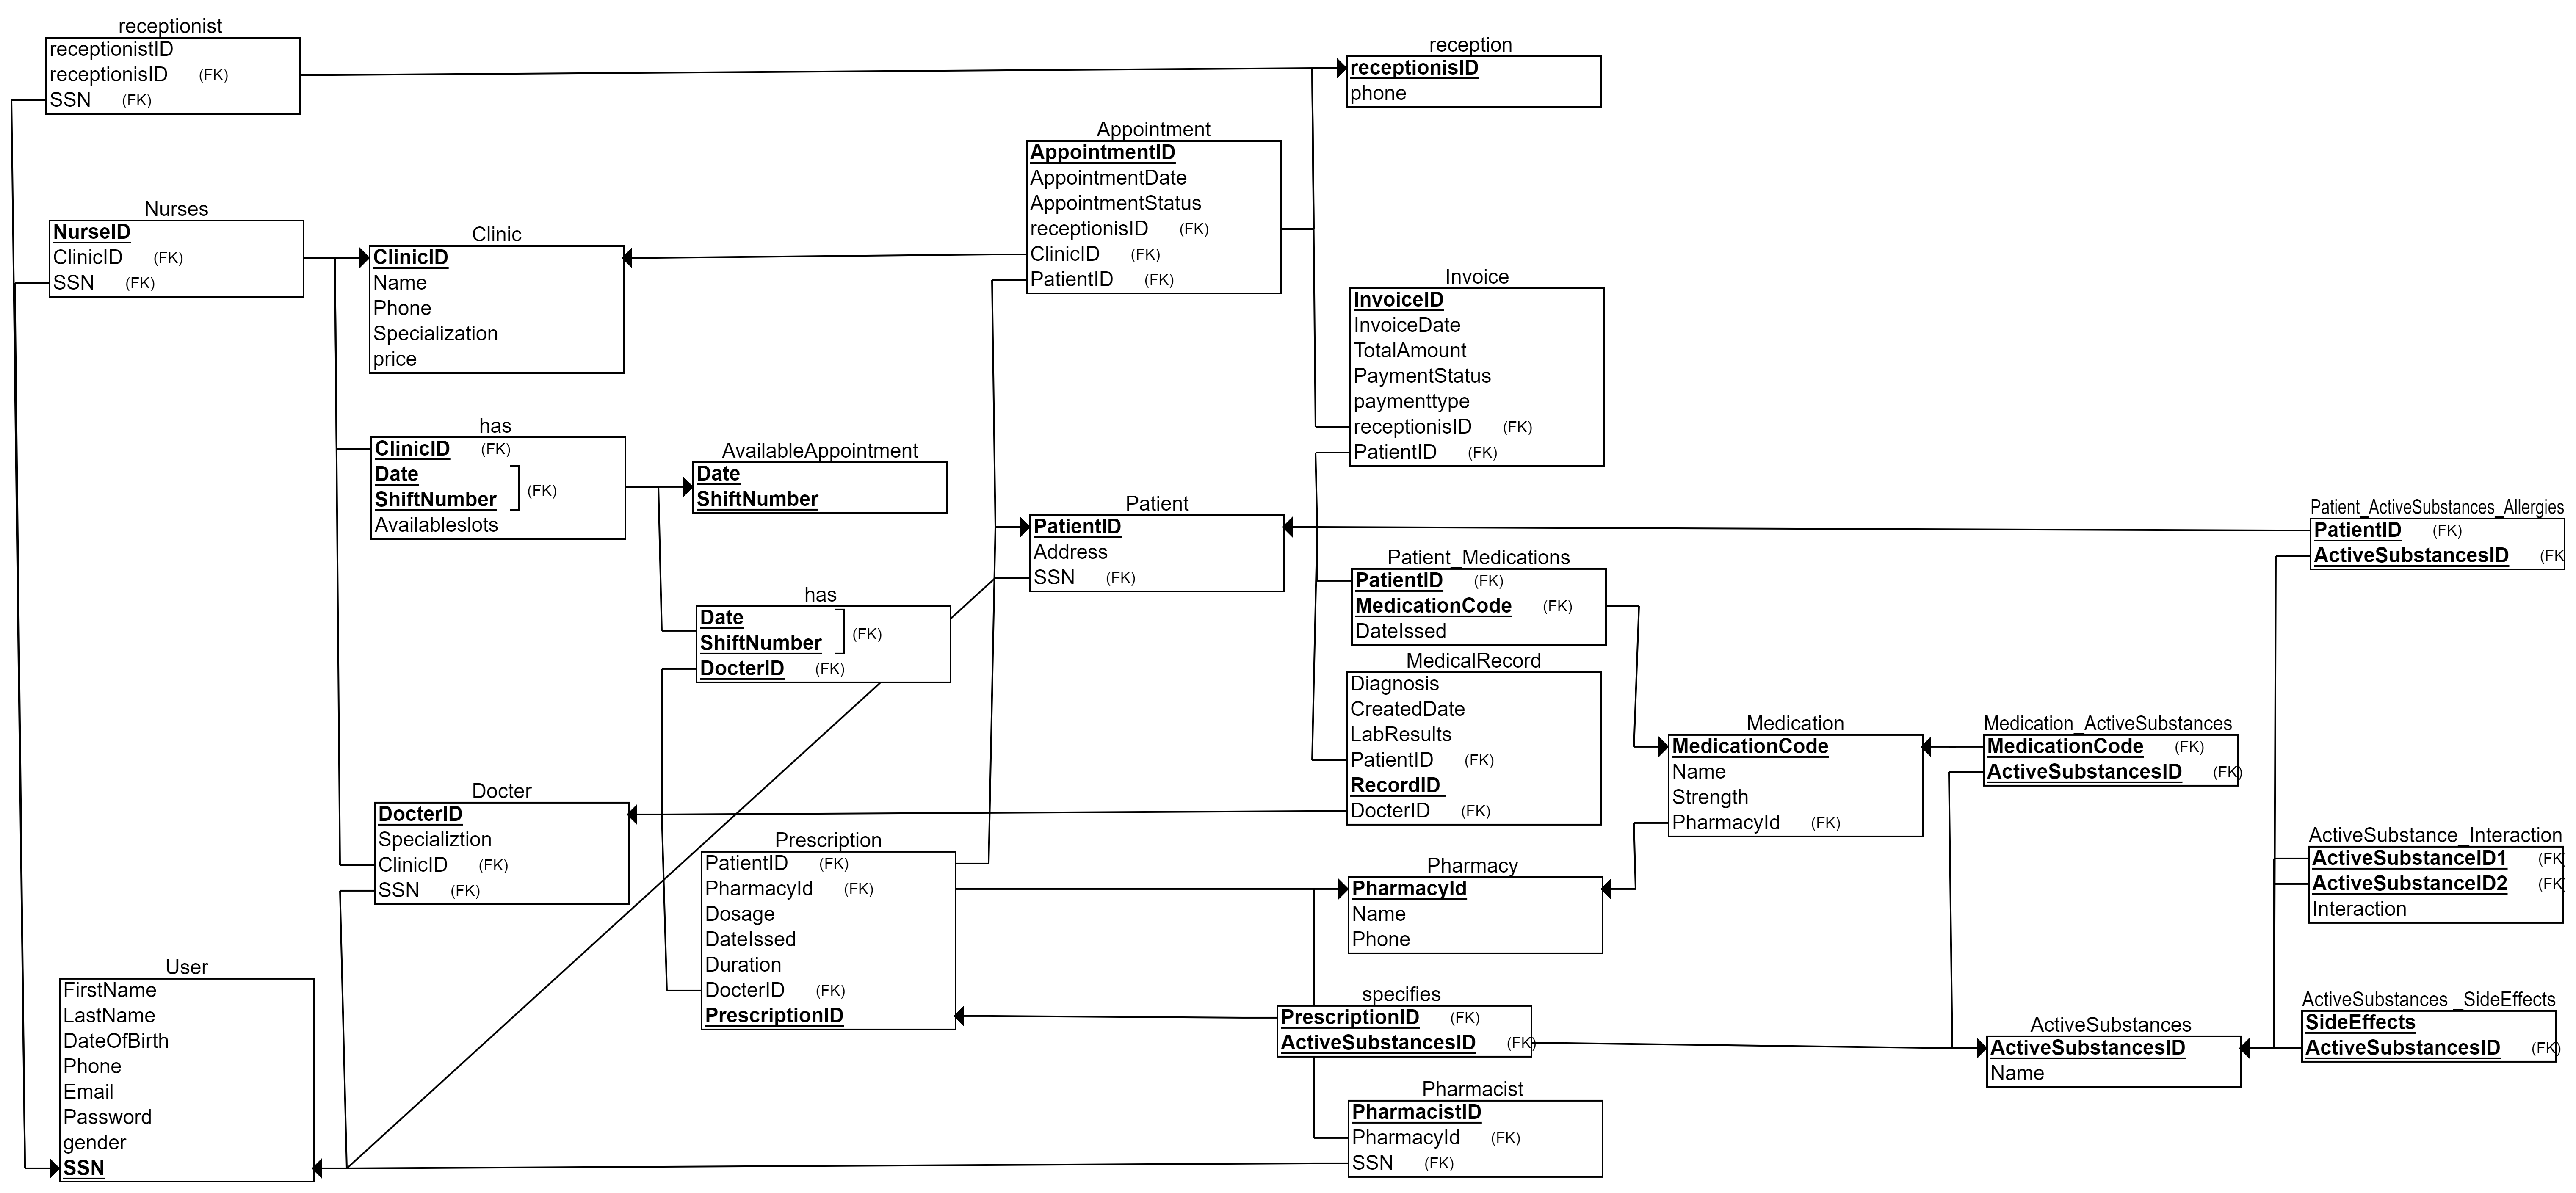 receptionist
receptionistID
receptionisID (FK)
SSN (FK)
reception
receptionisID
phone
Appointment
AppointmentID
AppointmentDate
AppointmentStatus
receptionisID (FK)
ClinicID (FK)
PatientID (FK)
Nurses
NurseID
ClinicID (FK)
SSN (FK)
Clinic
ClinicID
Name
Phone
Specialization
price
Invoice
InvoiceID
InvoiceDate
TotalAmount
PaymentStatus
paymenttype
receptionisID (FK)
PatientID (FK)
has
ClinicID (FK)
Date
ShiftNumber (FK)
Availableslots
AvailableAppointment
Date
ShiftNumber
Patient
PatientID
Address
SSN (FK)
Patient_ActiveSubstances_Allergies
PatientID (FK)
ActiveSubstancesID (FK
Patient_Medications
PatientID (FK)
MedicationCode (FK)
DateIssed
has
Date
ShiftNumber (FK)
DocterID (FK)
MedicalRecord
Diagnosis
CreatedDate
LabResults
PatientID (FK)
RecordID
DocterID (FK)
Medication
MedicationCode
Name
Strength
PharmacyId (FK)
Medication_ActiveSubstances
MedicationCode (FK)
ActiveSubstancesID (FK)
Docter
DocterID
Specializtion
ClinicID (FK)
SSN (FK)
Prescription
PatientID (FK)
PharmacyId (FK)
Dosage
DateIssed
Duration
DocterID (FK)
PrescriptionID
Pharmacy
PharmacyId
Name
Phone
ActiveSubstance_Interaction
ActiveSubstanceID1 (FK)
ActiveSubstanceID2 (FK)
Interaction
User
FirstName
LastName
DateOfBirth
Phone
Email
Password
gender
SSN
specifies
PrescriptionID (FK)
ActiveSubstancesID (FK)
ActiveSubstances
ActiveSubstancesID
Name
ActiveSubstances _SideEffects
SideEffects
ActiveSubstancesID (FK)
Pharmacist
PharmacistID
PharmacyId (FK)
SSN (FK)